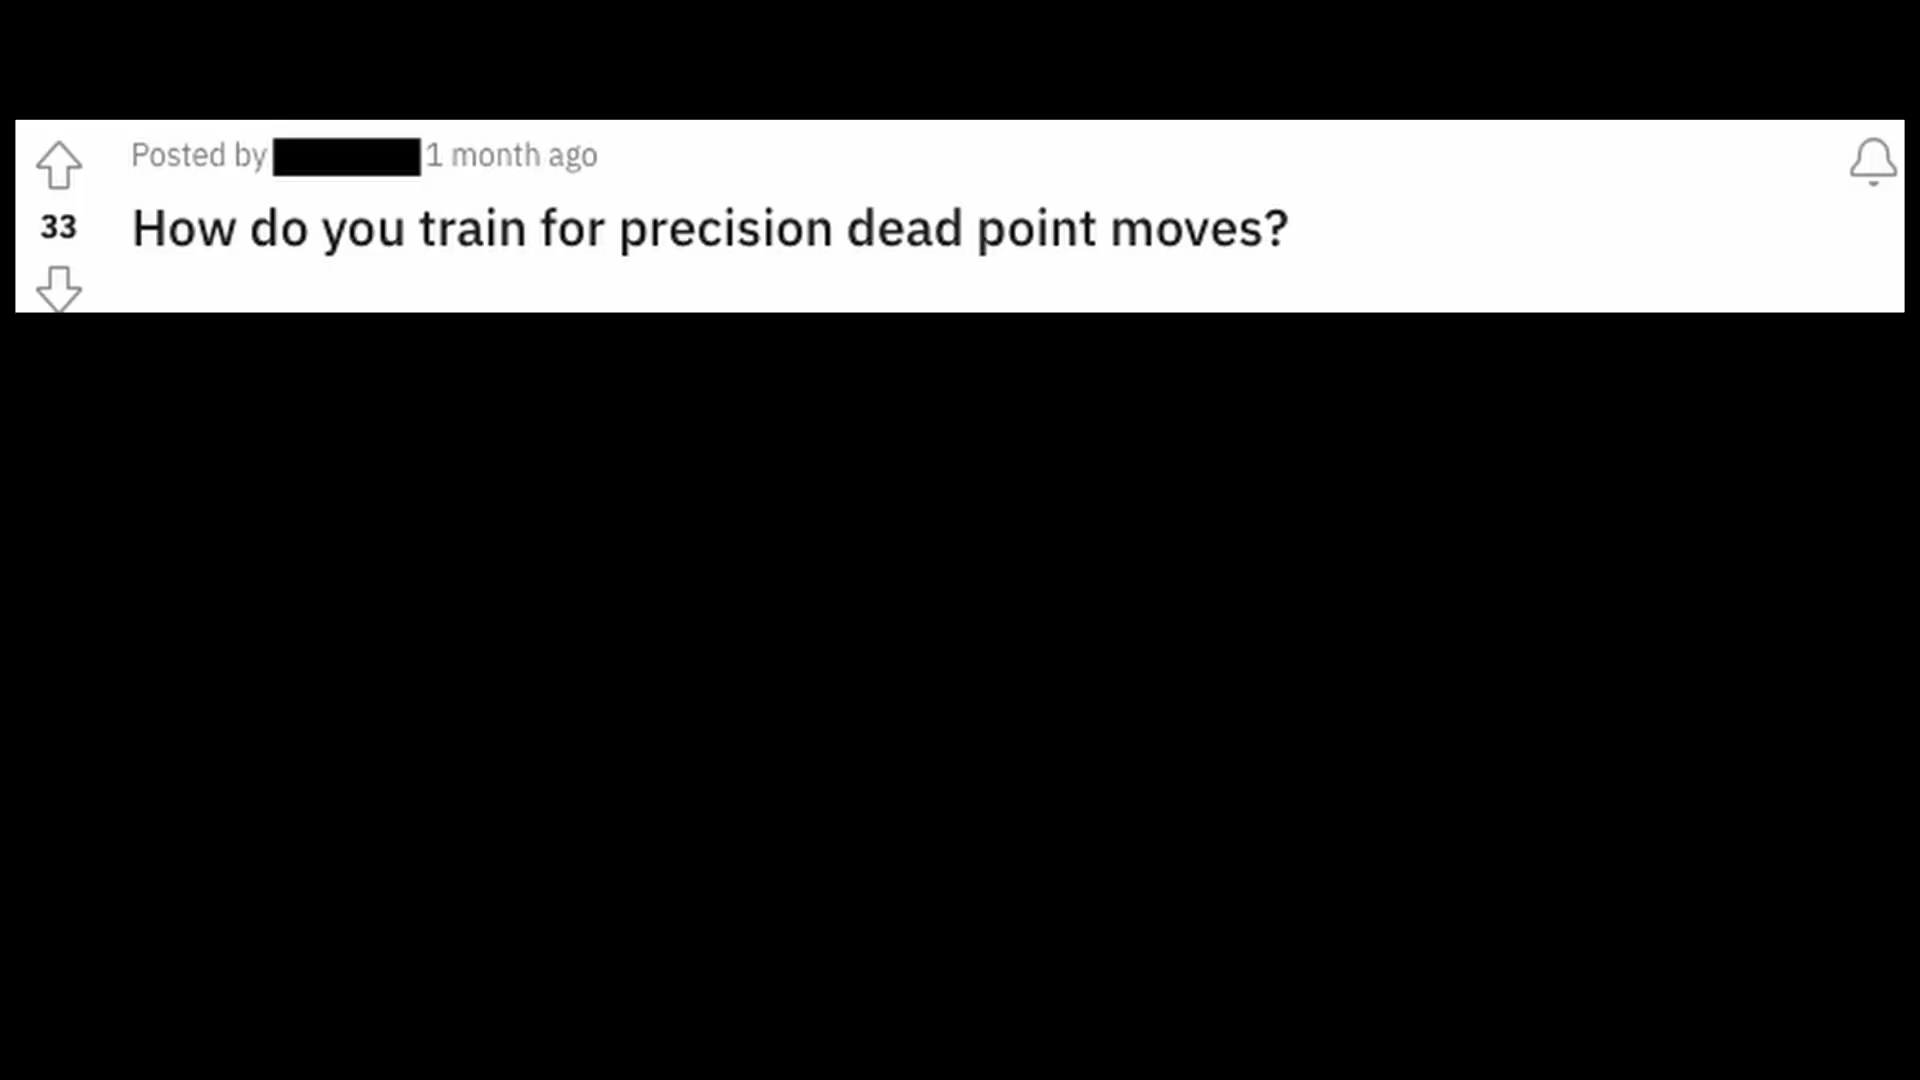 Posted by 1 month ago
33
How do you train for precision dead point moves?